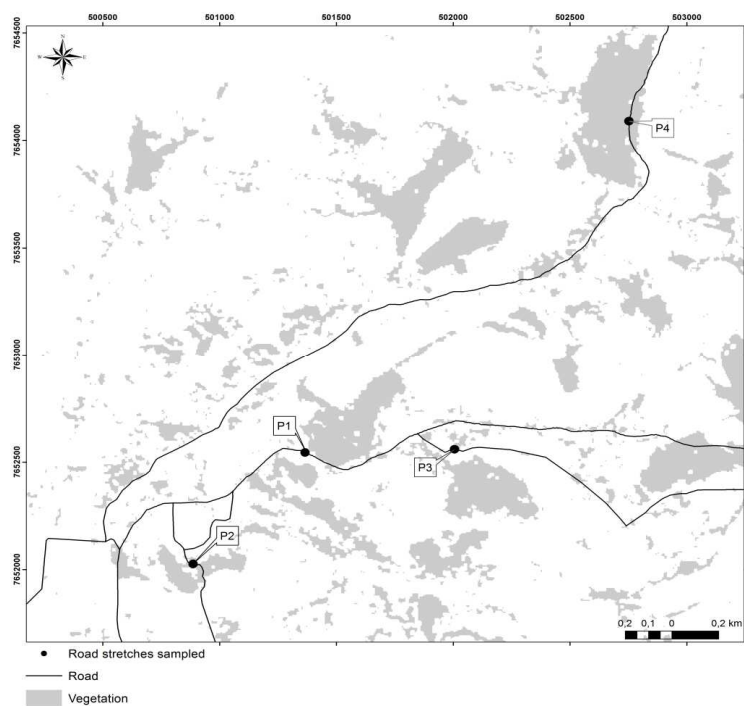 500500 501000 501500 502000 502500 503000
7654500
7654000
7653500
7653000
7652500
7652000
N
W E
S
P4
P1
P3
P2
0,2 0,1 0 0,2 km
Road stretches sampled
Road
Vegetation